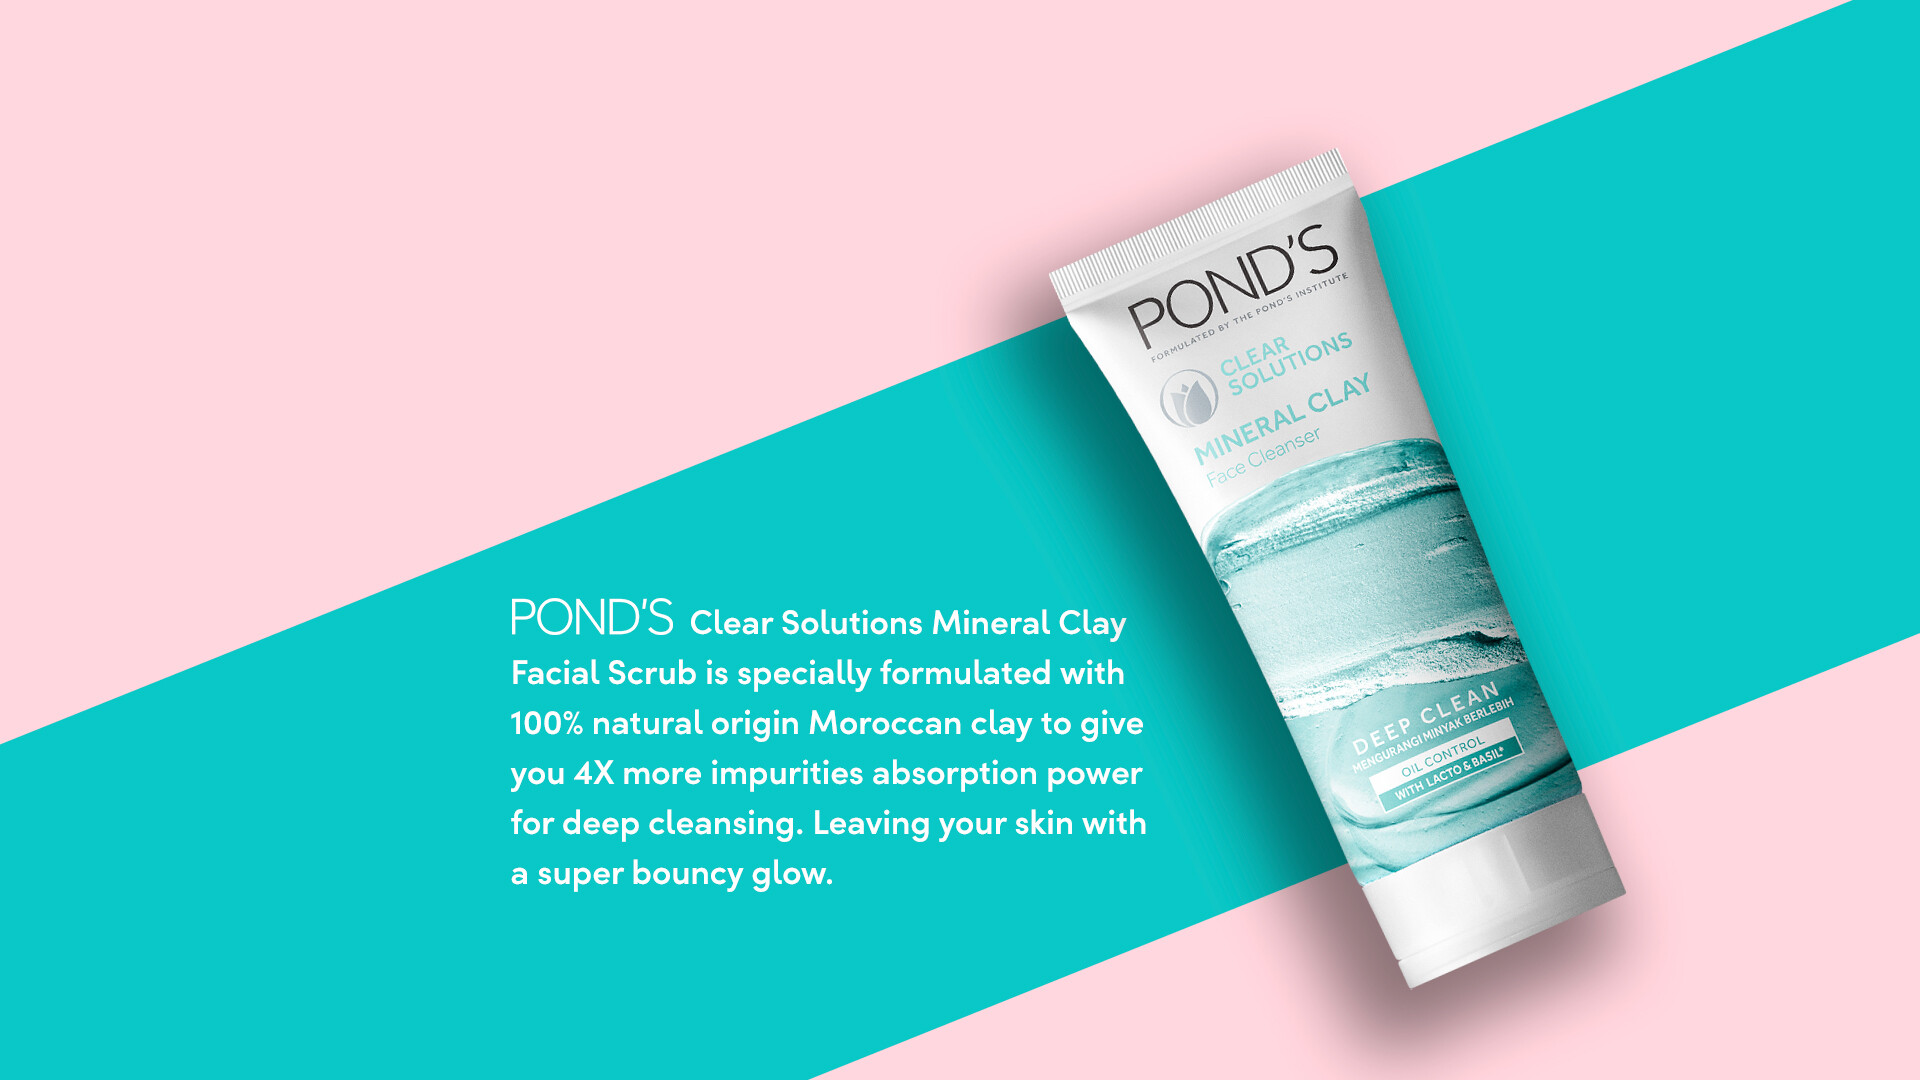 POND'S Clear Solutions Mineral Clay
Facial Scrub is specially formulated with
100% natural origin Moroccan clay to give
you 4X more impurities absorption power
for deep cleansing. Leaving your skin with
a super bouncy glow.
POND'S
FORMULATED BY THE POND'S INSTITUTE
CLEAR
SOLUTIONS
MINERAL CLAY
Face Cleanser
DEEP CLEAN
MENGURANGI MINYAK BERLEBIH
OIL CONTROL
WITH LACTO & BASIL*